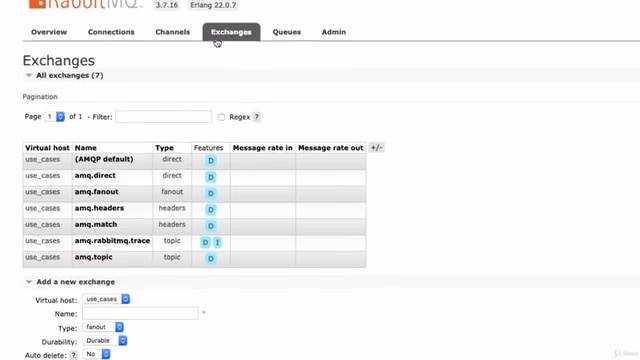 RabbitMQ 3.7.16 Erlang 22.0.7
Overview Connections Channels Exchanges Queues Admin
Exchanges
All exchanges (7)
Pagination
Page 1 of 1 - Filter: Regex ?
Virtual host Name Type Features Message rate in Message rate out +/-
use_cases (AMQP default) direct D
use_cases amq.direct direct D
use_cases amq.fanout fanout D
use_cases amq.headers headers D
use_cases amq.match headers D
use_cases amq.rabbitmq.trace topic D I
use_cases amq.topic topic D
Add a new exchange
Virtual host: use_cases
Name: *
Type: fanout
Durability: Durable
Auto delete: ? No